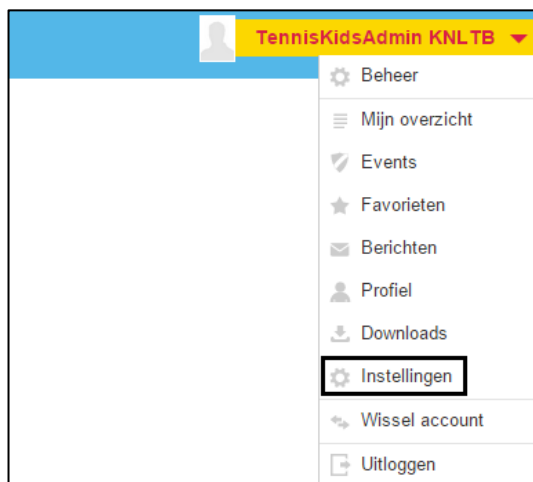 TennisKidsAdmin KNLTB
Beheer
Mijn overzicht
Events
Favorieten
Berichten
Profiel
Downloads
Instellingen
Wissel account
Uitloggen